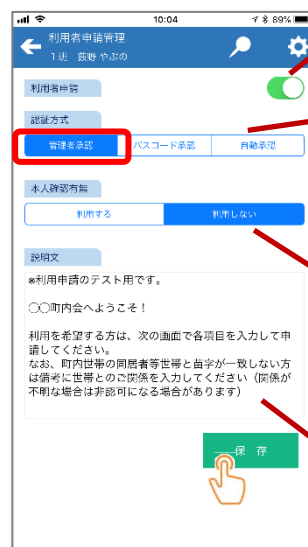 10:04
89%
利用者申請管理
1班 薮野 やぶの
利用者申請
認証方式
管理者承認 パスコード承認 自動承認
本人確認有無
利用する 利用しない
説明文
※利用申請のテスト用です。
〇〇町内会へようこそ！
利用を希望する方は、次の画面で各項目を入力して申
請してください。
なお、町内世帯の同居者等世帯と苗字が一致しない方
は備考に世帯とのご関係を入力してください（関係が
不明な場合は非認可になる場合があります）
保 存